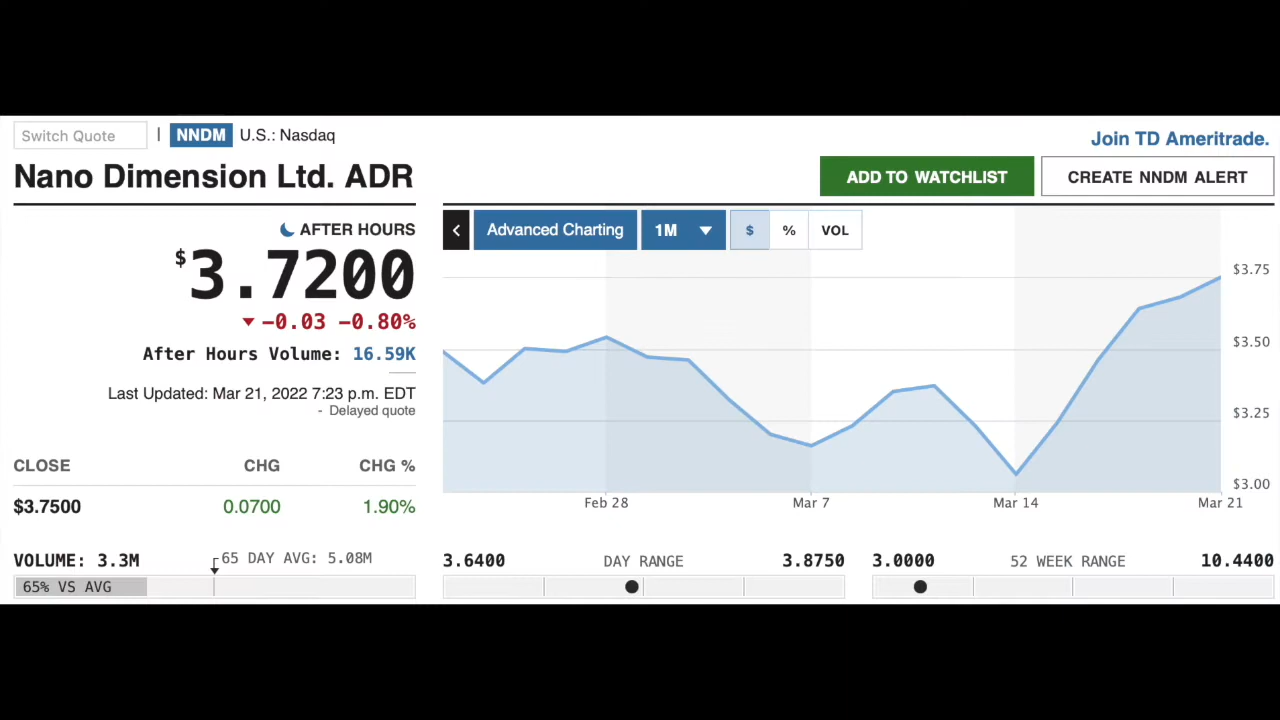 Switch Quote | NNDM U.S.: Nasdaq
Join TD Ameritrade.
Nano Dimension Ltd. ADR
ADD TO WATCHLIST
CREATE NNDM ALERT
AFTER HOURS
$3.7200
-0.03 -0.80%
After Hours Volume: 16.59K
Last Updated: Mar 21, 2022 7:23 p.m. EDT
- Delayed quote
CLOSE CHG CHG %
$3.7500 0.0700 1.90%
VOLUME: 3.3M 65 DAY AVG: 5.08M
65% VS AVG
Advanced Charting 1M $ % VOL
$3.75
$3.50
$3.25
$3.00
Feb 28 Mar 7 Mar 14 Mar 21
3.6400 DAY RANGE 3.8750
3.0000 52 WEEK RANGE 10.4400